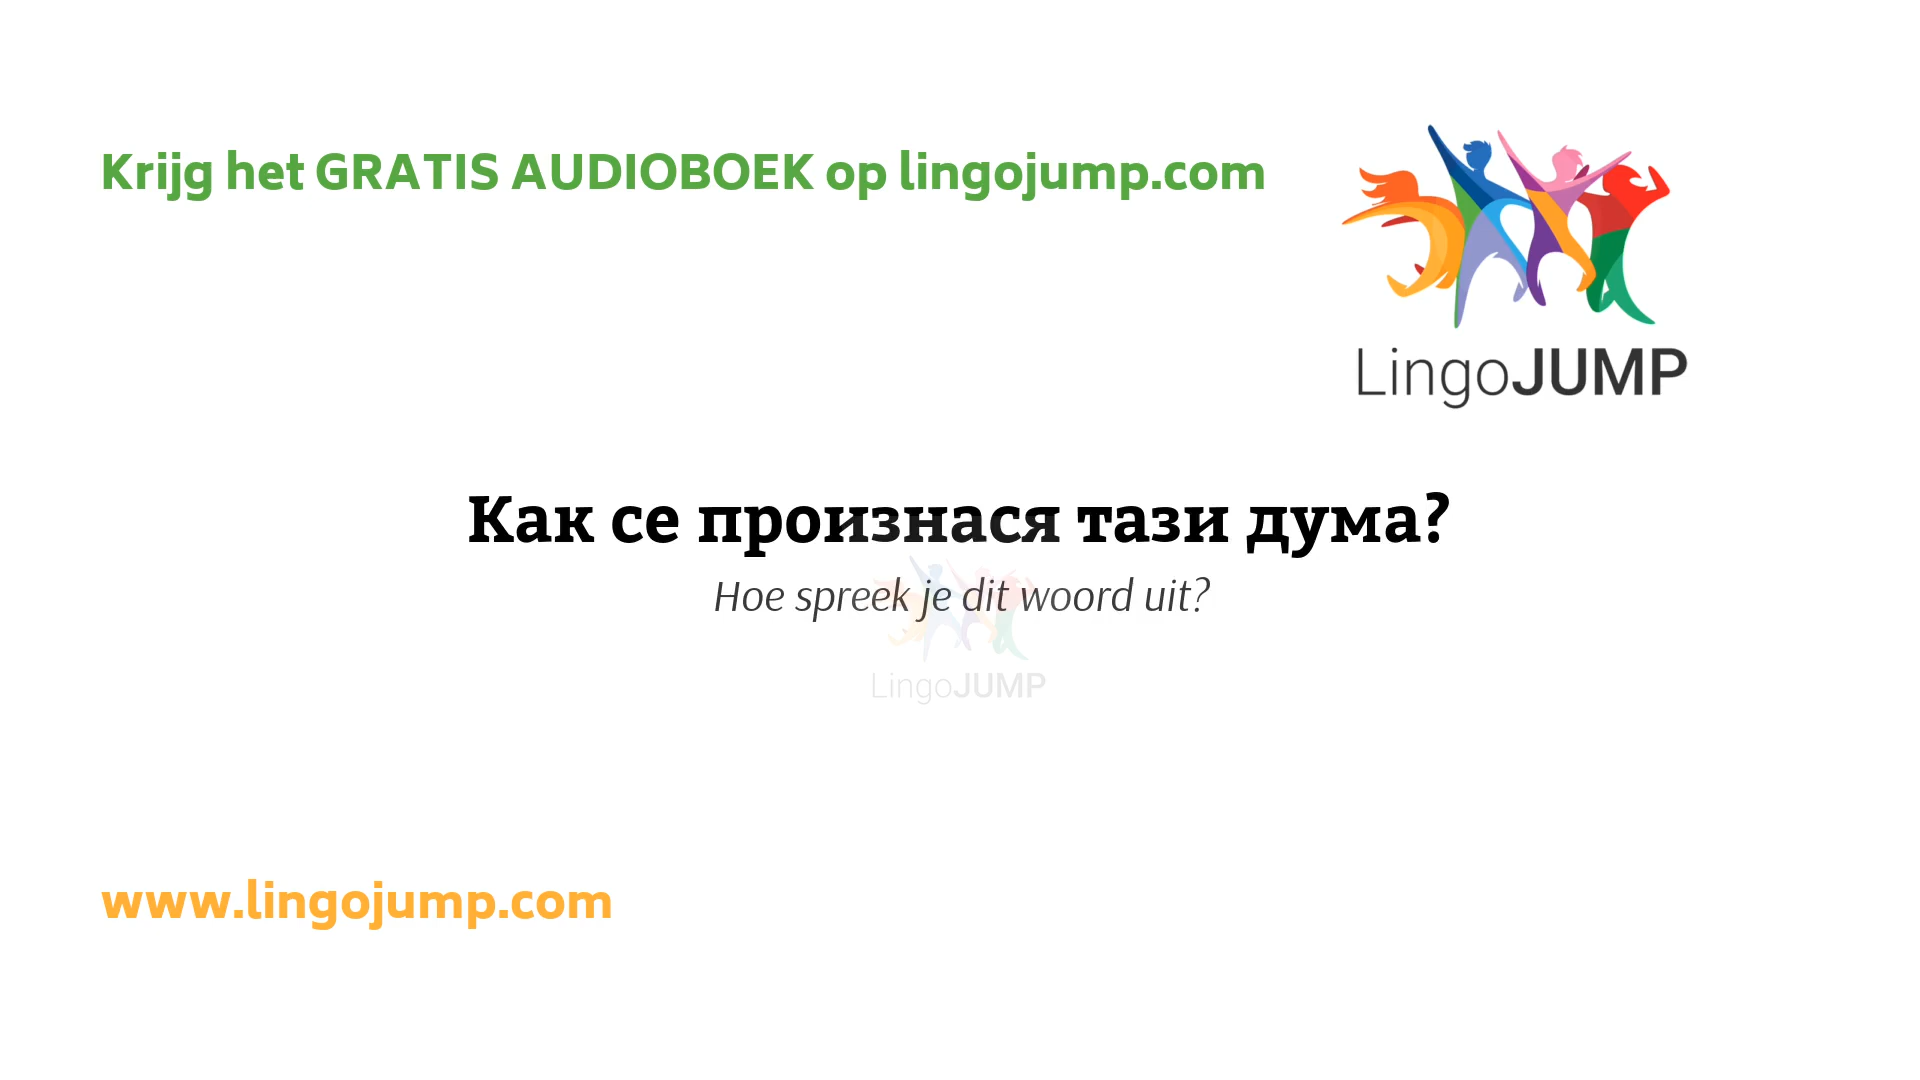 Krijg het GRATIS AUDIOBOEK op lingojump.com
LingoJUMP
Как се произнася тази дума?
Hoe spreek je dit woord uit?
LingoJUMP
www.lingojump.com